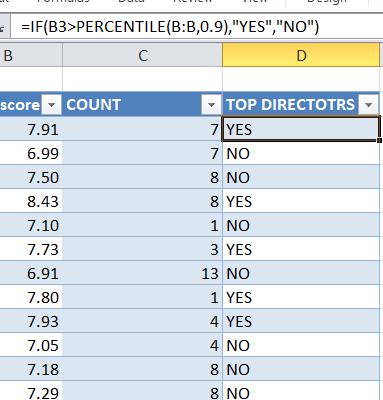 =IF(B3>PERCENTILE(B:B,0.9),"YES","NO")
B C D
score COUNT TOP DIRECTOTRS
7.91 7 YES
6.99 7 NO
7.50 8 NO
8.43 8 YES
7.10 1 NO
7.73 3 YES
6.91 13 NO
7.80 1 YES
7.93 4 YES
7.05 4 NO
7.18 8 NO
7.29 8 NO